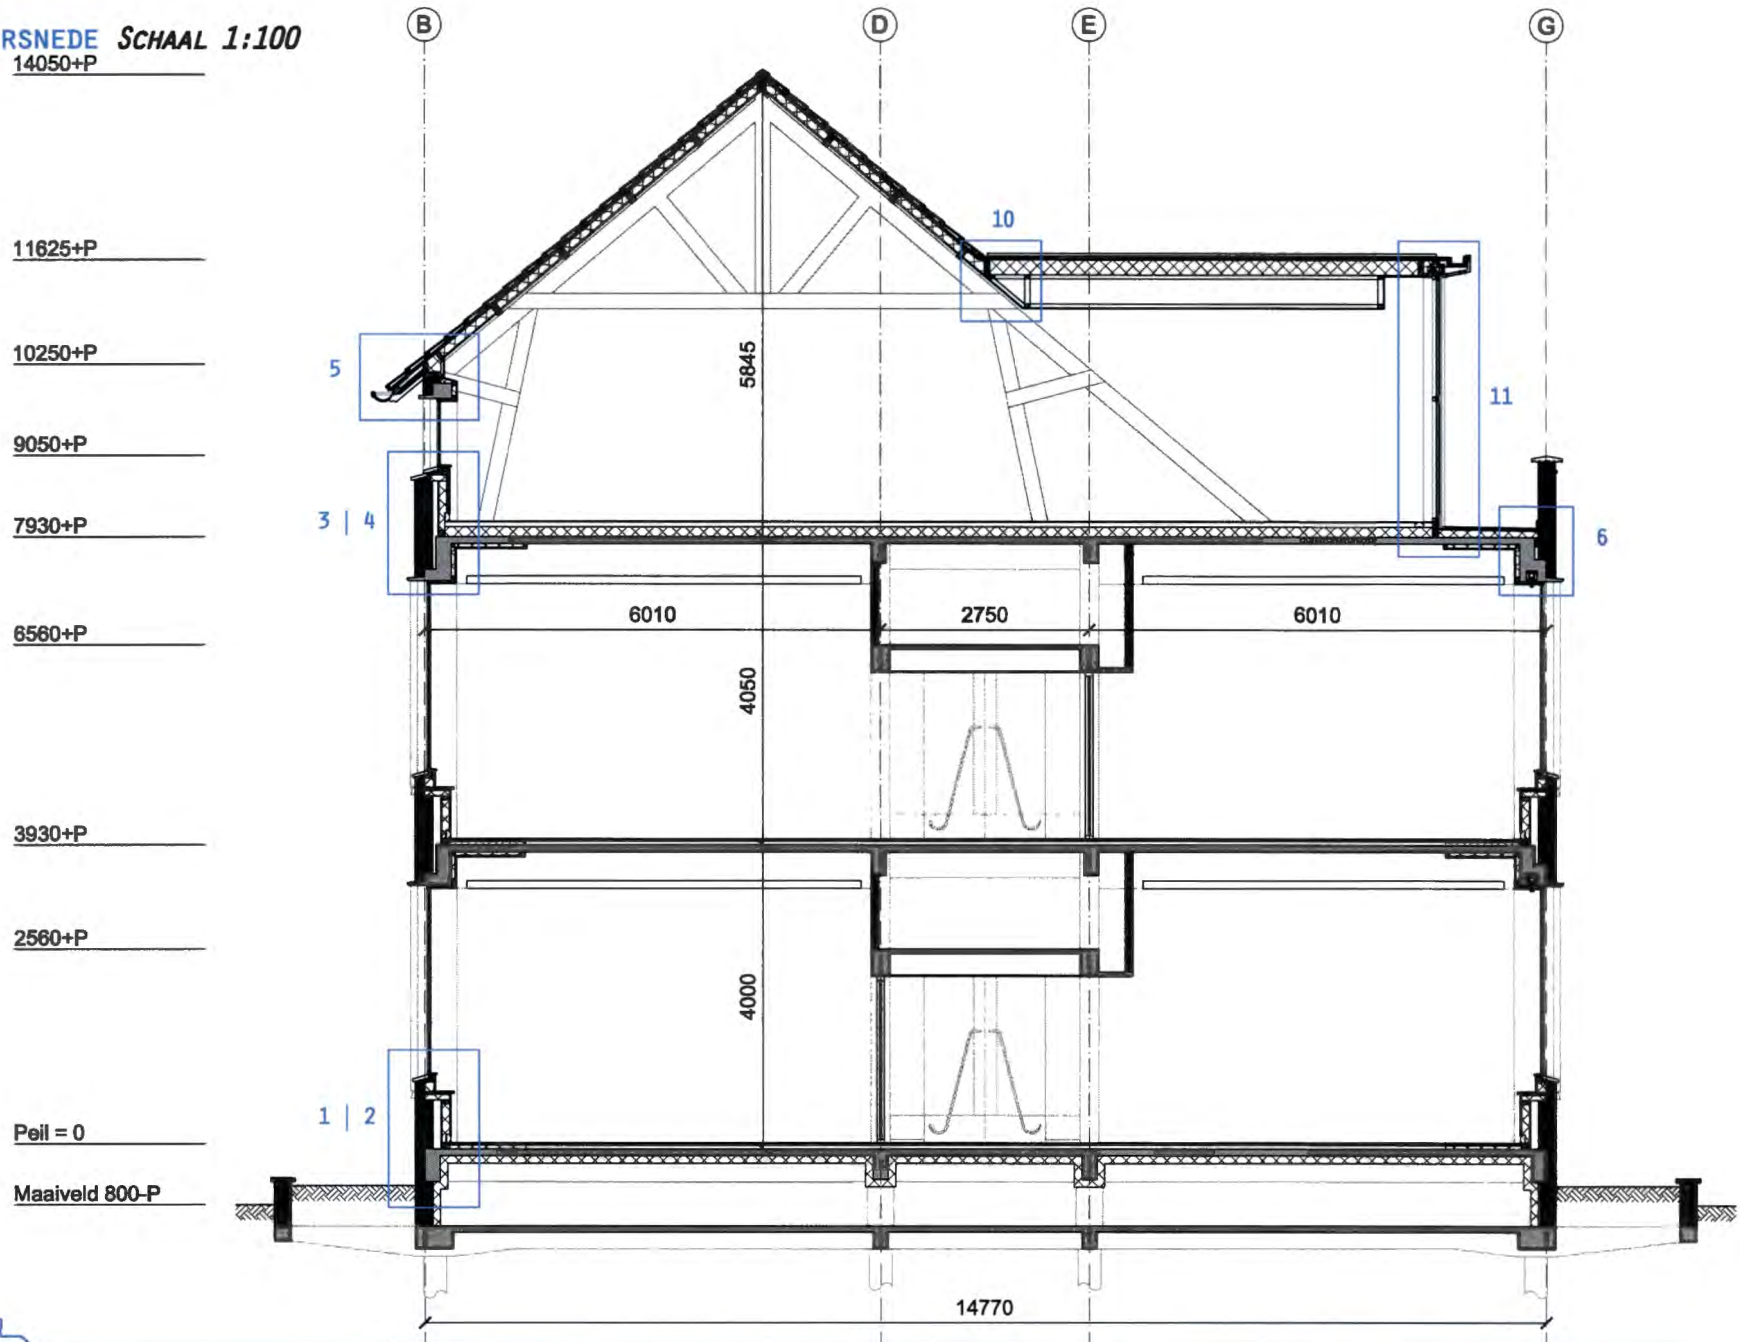 B D E G
RSNEDE SCHAAL 1:100
14050+P
10
11625+P
10250+P
5
5845
11
9050+P
3 | 4
7930+P
6
6010 2750 6010
6560+P
4050
3930+P
2560+P
4000
1 | 2
Peil = 0
Maaiveld 800-P
14770